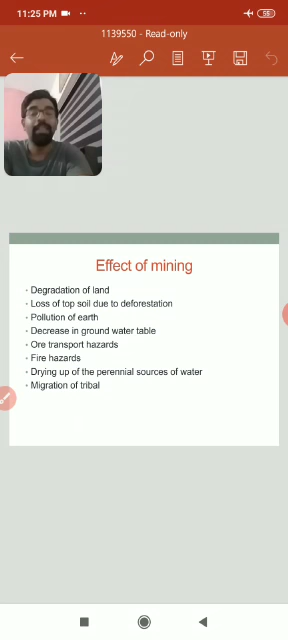 11:25 PM
55
1139550 - Read-only
Effect of mining
• Degradation of land
• Loss of top soil due to deforestation
• Pollution of earth
• Decrease in ground water table
• Ore transport hazards
• Fire hazards
• Drying up of the perennial sources of water
• Migration of tribal